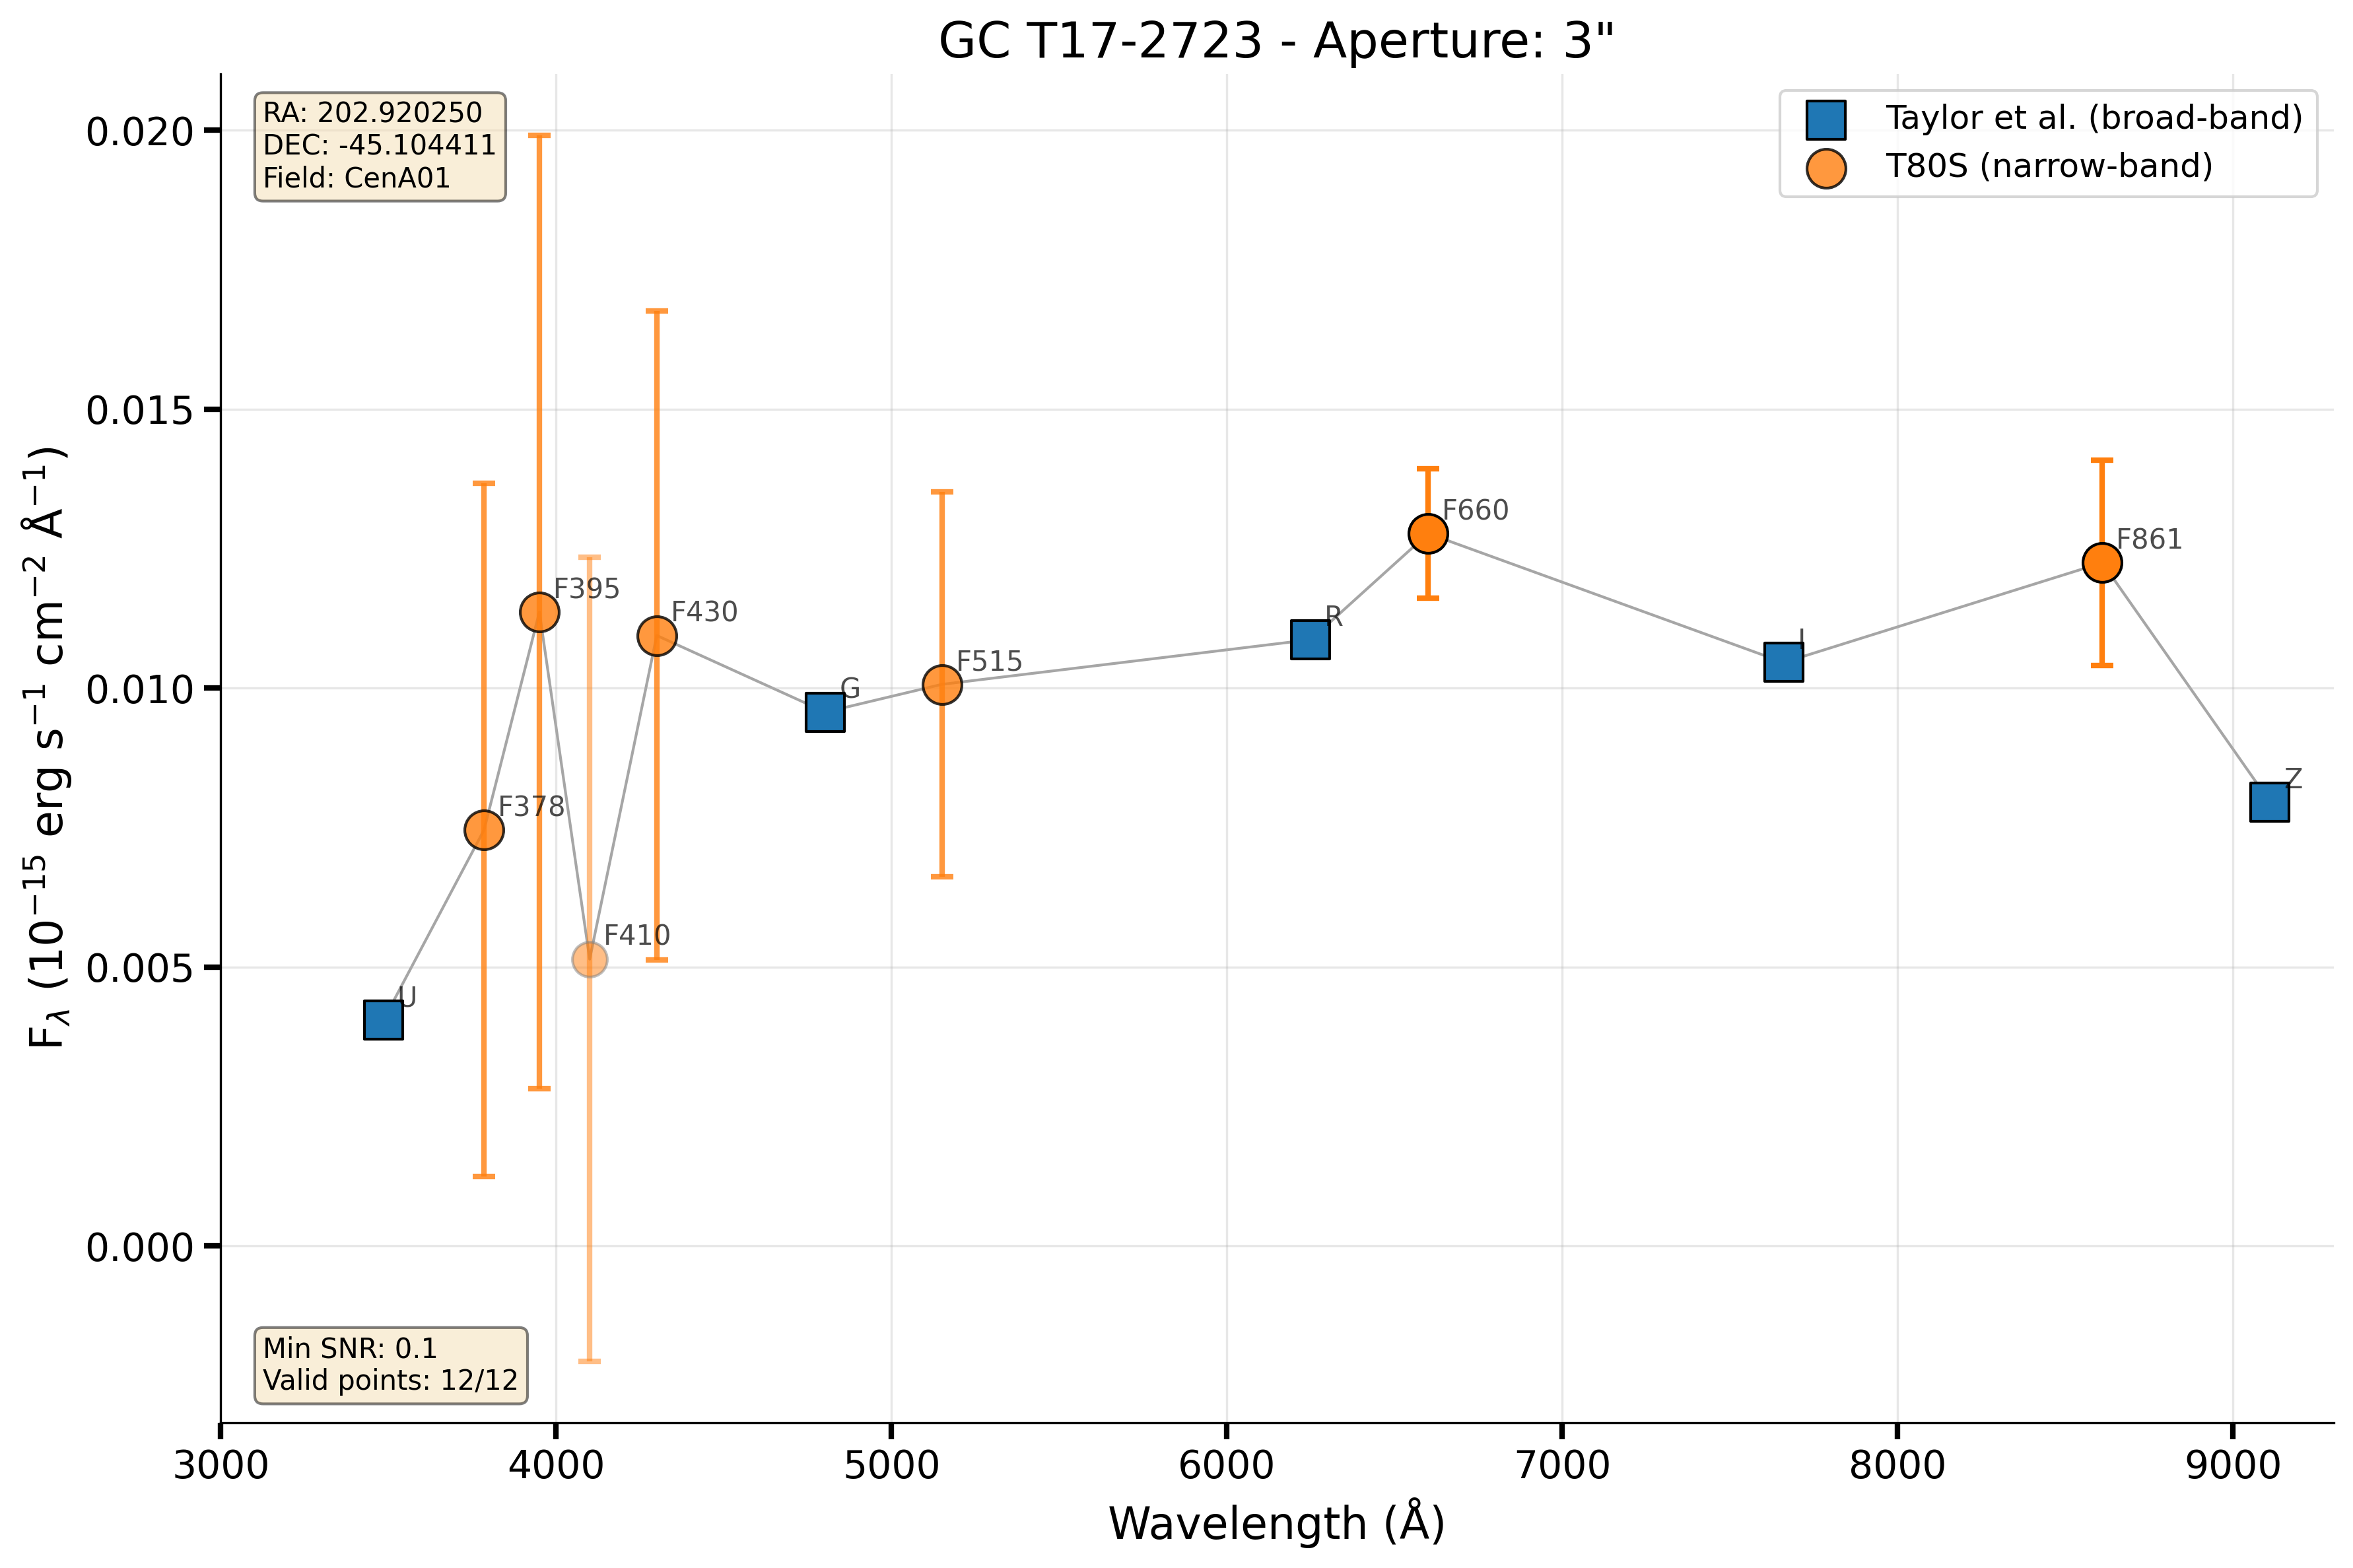 GC T17-2723 - Aperture: 3"
RA: 202.920250
DEC: -45.104411
Field: CenA01
Taylor et al. (broad-band)
T80S (narrow-band)
0.020
0.015
0.010
0.005
0.000
F_λ (10⁻¹⁵ erg s⁻¹ cm⁻² Å⁻¹)
U
F378
F395
F410
F430
G
F515
R
F660
I
F861
Z
Min SNR: 0.1
Valid points: 12/12
3000
4000
5000
6000
7000
8000
9000
Wavelength (Å)